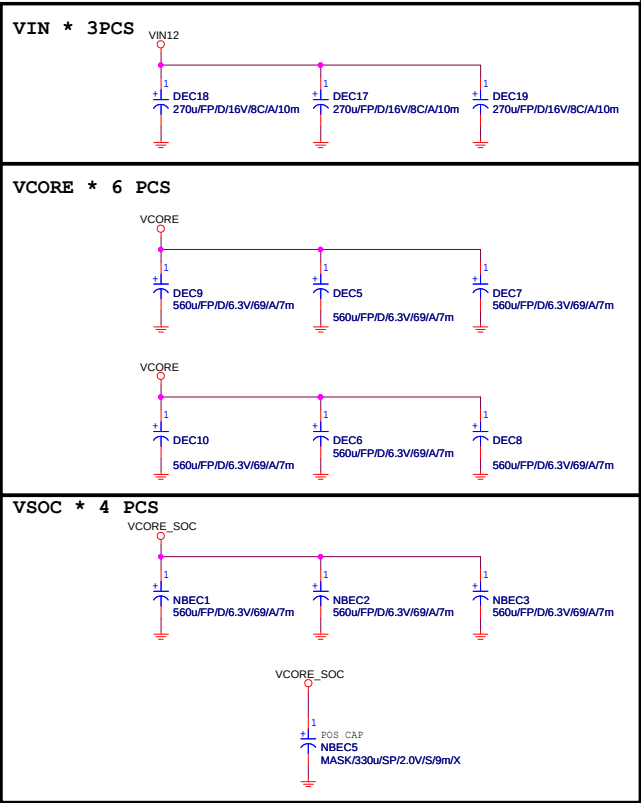 VIN * 3PCS
VIN12
1 1 1
+ DEC18 + DEC17 + DEC19
270u/FP/D/16V/8C/A/10m 270u/FP/D/16V/8C/A/10m 270u/FP/D/16V/8C/A/10m
VCORE * 6 PCS
VCORE
1 1 1
+ DEC9 + DEC5 + DEC7
560u/FP/D/6.3V/69/A/7m 560u/FP/D/6.3V/69/A/7m 560u/FP/D/6.3V/69/A/7m
VCORE
1 1 1
+ DEC10 + DEC6 + DEC8
560u/FP/D/6.3V/69/A/7m 560u/FP/D/6.3V/69/A/7m 560u/FP/D/6.3V/69/A/7m
VSOC * 4 PCS
VCORE_SOC
1 1 1
+ NBEC1 + NBEC2 + NBEC3
560u/FP/D/6.3V/69/A/7m 560u/FP/D/6.3V/69/A/7m 560u/FP/D/6.3V/69/A/7m
VCORE_SOC
1
+ POS CAP
NBEC5
MASK/330u/SP/2.0V/S/9m/X